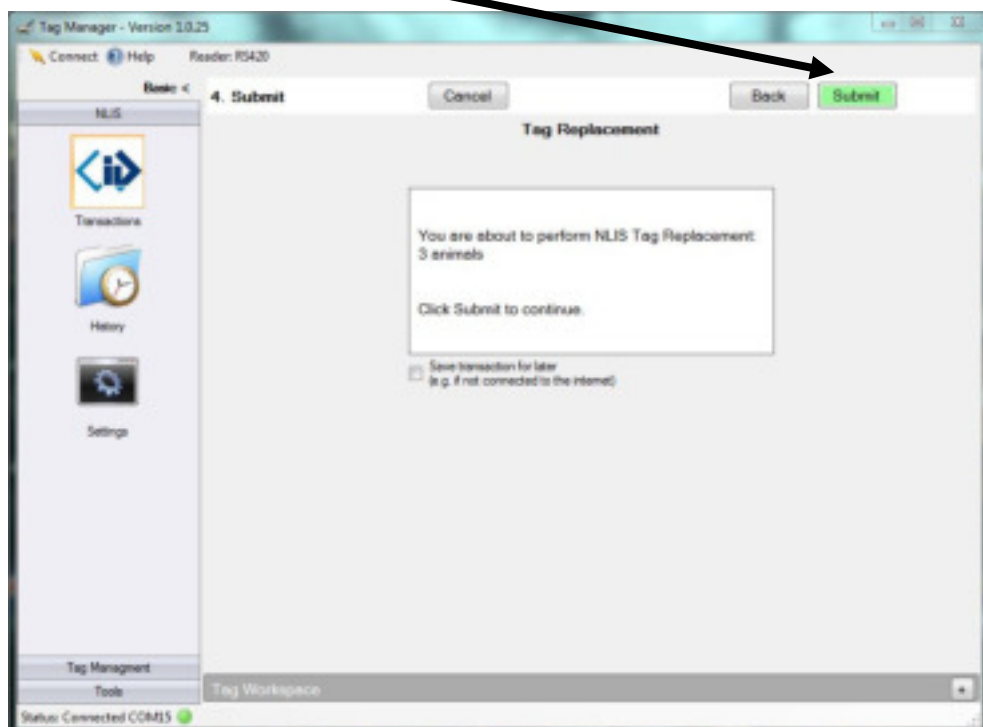 Tag Manager - Version 1.0.25
Connect Help Reader: RS420
Basic <
4. Submit Cancel Back Submit
NLIS
Tag Replacement
Transactions
You are about to perform NLIS Tag Replacement:
3 animals
Click Submit to continue.
History
Save transaction for later
(e.g. if not connected to the internet)
Settings
Tag Managment
Tools
Tag Workspace
+
Status: Connected COM15